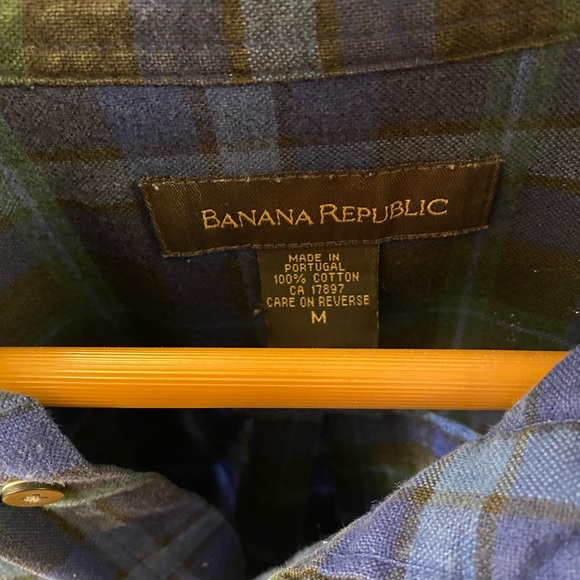 BANANA REPUBLIC
MADE IN
PORTUGAL
100% COTTON
CA 17897
CARE ON REVERSE
M